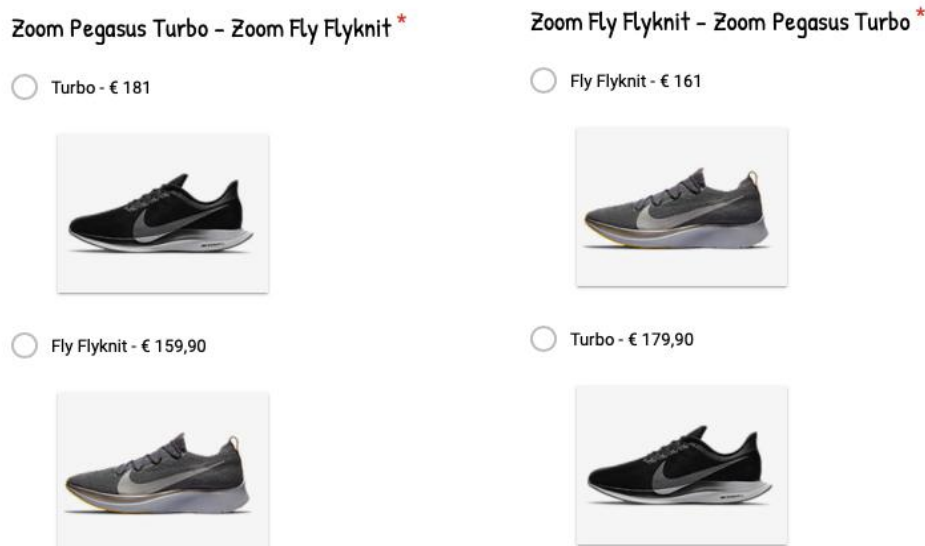 Zoom Pegasus Turbo – Zoom Fly Flyknit *
Turbo - € 181
Fly Flyknit - € 159,90
Zoom Fly Flyknit – Zoom Pegasus Turbo *
Fly Flyknit - € 161
Turbo - € 179,90